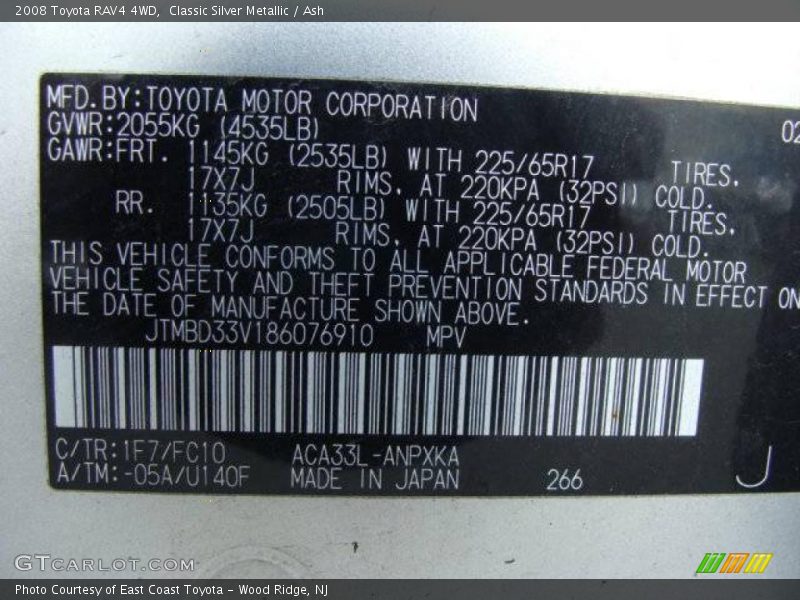 2008 Toyota RAV4 4WD,  Classic Silver Metallic / Ash
MFD.BY:TOYOTA MOTOR CORPORATION
02
GVWR:2055KG (4535LB)
GAWR:FRT. 1145KG (2535LB) WITH 225/65R17 TIRES,
17X7J RIMS, AT 220KPA (32PSI) COLD.
RR. 1135KG (2505LB) WITH 225/65R17 TIRES,
17X7J RIMS, AT 220KPA (32PSI) COLD.
THIS VEHICLE CONFORMS TO ALL APPLICABLE FEDERAL MOTOR
VEHICLE SAFETY AND THEFT PREVENTION STANDARDS IN EFFECT ON
THE DATE OF MANUFACTURE SHOWN ABOVE.
JTMBD33V186076910 MPV
C/TR:1F7/FC10 ACA33L-ANPXKA
A/TM:-05A/U140F MADE IN JAPAN 266 J
GTCarLot.com
Photo Courtesy of East Coast Toyota - Wood Ridge, NJ